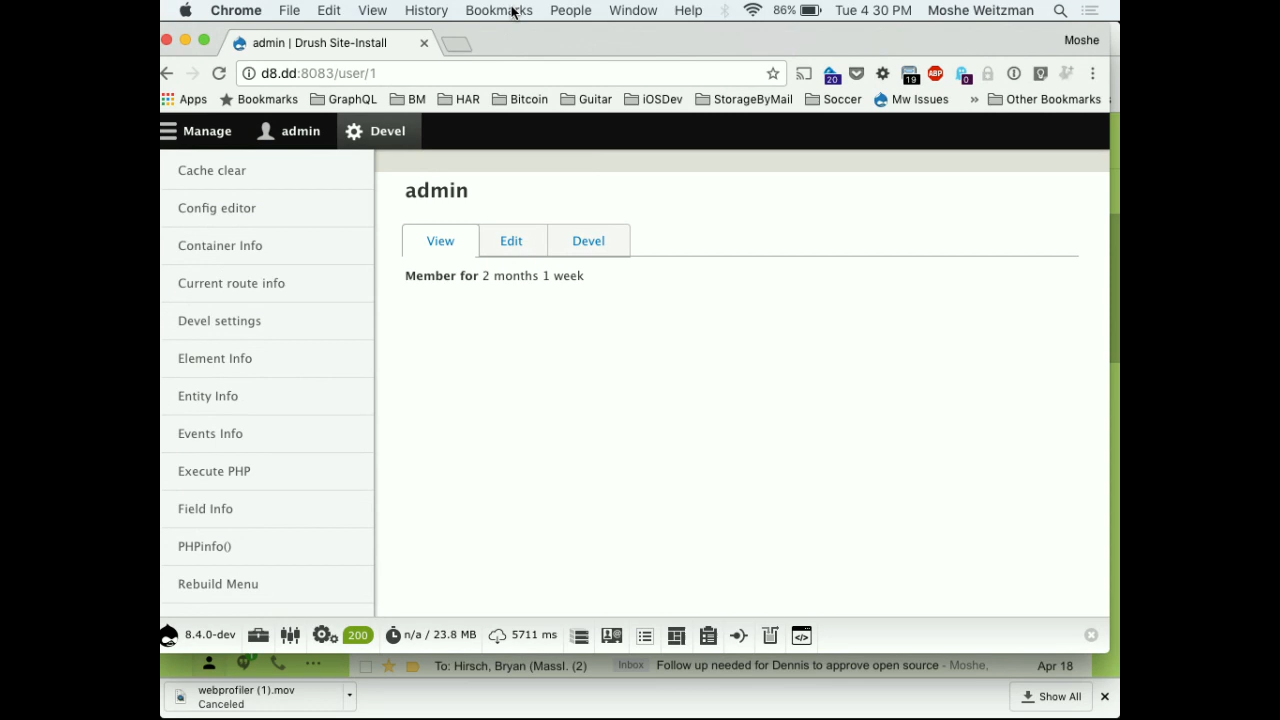 Chrome File Edit View History Bookmarks People Window Help 86% Tue 4 30 PM Moshe Weitzman
admin | Drush Site-Install
Moshe
d8.dd:8083/user/1
20 19 ABP 0
Apps Bookmarks GraphQL BM HAR Bitcoin Guitar iOSDev StorageByMail Soccer Mw Issues » Other Bookmarks
Manage admin Devel
Cache clear
admin
Config editor
View Edit Devel
Container Info
Member for 2 months 1 week
Current route info
Devel settings
Element Info
Entity Info
Events Info
Execute PHP
Field Info
PHPinfo()
Rebuild Menu
8.4.0-dev 200 n/a / 23.8 MB 5711 ms
To: Hirsch, Bryan (Massl. (2) Inbox Follow up needed for Dennis to approve open source - Moshe, Apr 18
webprofiler (1).mov
Canceled
Show All